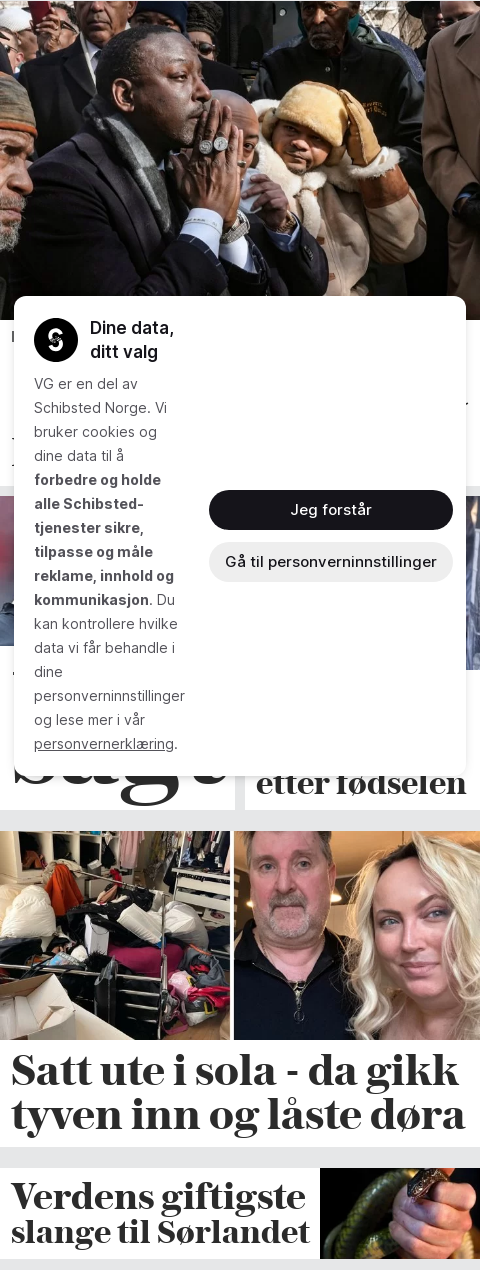 Dine data,
ditt valg
VG er en del av
Schibsted Norge. Vi
bruker cookies og
dine data til å
forbedre og holde
alle Schibsted-
tjenester sikre,
tilpasse og måle
reklame, innhold og
kommunikasjon. Du
kan kontrollere hvilke
data vi får behandle i
dine
personverninnstillinger
og lese mer i vår
personvernerklæring.
Jeg forstår
Gå til personverninnstillinger
etter fødselen
Satt ute i sola - da gikk
tyven inn og låste døra
Verdens giftigste
slange til Sørlandet